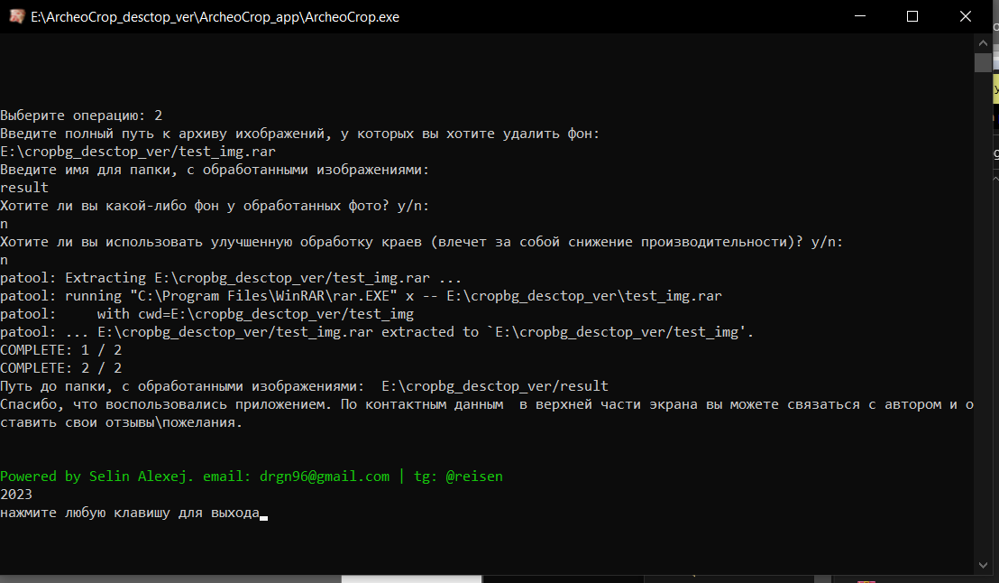 E:\ArcheoCrop_desctop_ver\ArcheoCrop_app\ArcheoCrop.exe
Выберите операцию: 2
Введите полный путь к архиву ихображений, у которых вы хотите удалить фон:
E:\cropbg_desctop_ver/test_img.rar
Введите имя для папки, с обработанными изображениями:
result
Хотите ли вы какой-либо фон у обработанных фото? y/n:
n
Хотите ли вы использовать улучшенную обработку краев (влечет за собой снижение производительности)? y/n:
n
patool: Extracting E:\cropbg_desctop_ver/test_img.rar ...
patool: running "C:\Program Files\WinRAR\rar.EXE" x -- E:\cropbg_desctop_ver\test_img.rar
patool:     with cwd=E:\cropbg_desctop_ver/test_img
patool: ... E:\cropbg_desctop_ver/test_img.rar extracted to `E:\cropbg_desctop_ver/test_img'.
COMPLETE: 1 / 2
COMPLETE: 2 / 2
Путь до папки, с обработанными изображениями:  E:\cropbg_desctop_ver/result
Спасибо, что воспользовались приложением. По контактным данным  в верхней части экрана вы можете связаться с автором и о
ставить свои отзывы\пожелания.
Powered by Selin Alexej. email: drgn96@gmail.com | tg: @reisen
2023
нажмите любую клавишу для выхода